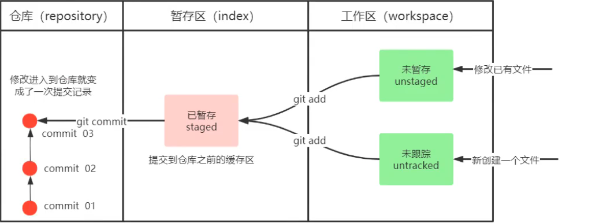 仓库（repository）
暂存区（index）
工作区（workspace）
修改进入到仓库就变
成了一次提交记录
未暂存
unstaged
修改已有文件
git add
已暂存
staged
git commit
commit 03
git add
提交到仓库之前的缓存区
未跟踪
untracked
新创建一个文件
commit 02
commit 01